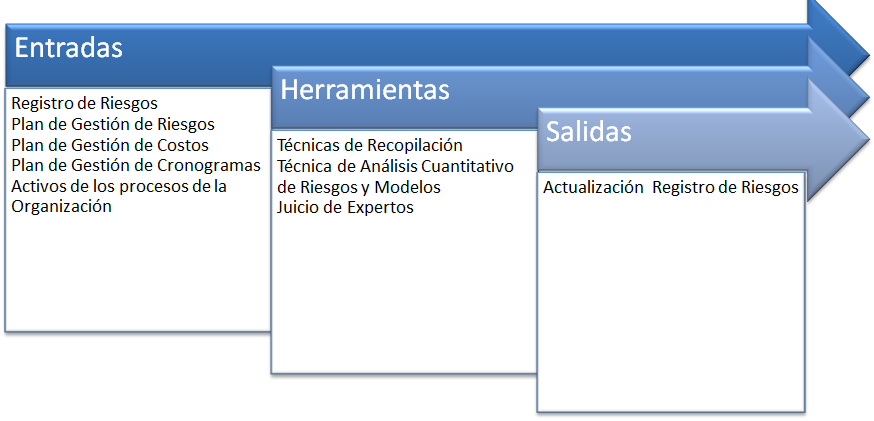 Entradas
Registro de Riesgos
Plan de Gestión de Riesgos
Plan de Gestión de Costos
Plan de Gestión de Cronogramas
Activos de los procesos de la
Organización
Herramientas
Técnicas de Recopilación
Técnica de Análisis Cuantitativo
de Riesgos y Modelos
Juicio de Expertos
Salidas
Actualización  Registro de Riesgos